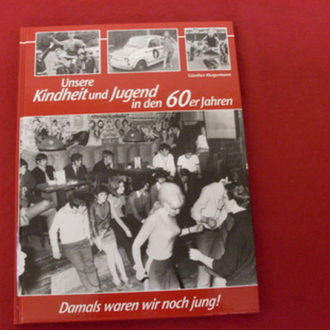 Günther Klugermann
Unsere
Kindheit und Jugend
in den 60er Jahren
Damals waren wir noch jung!